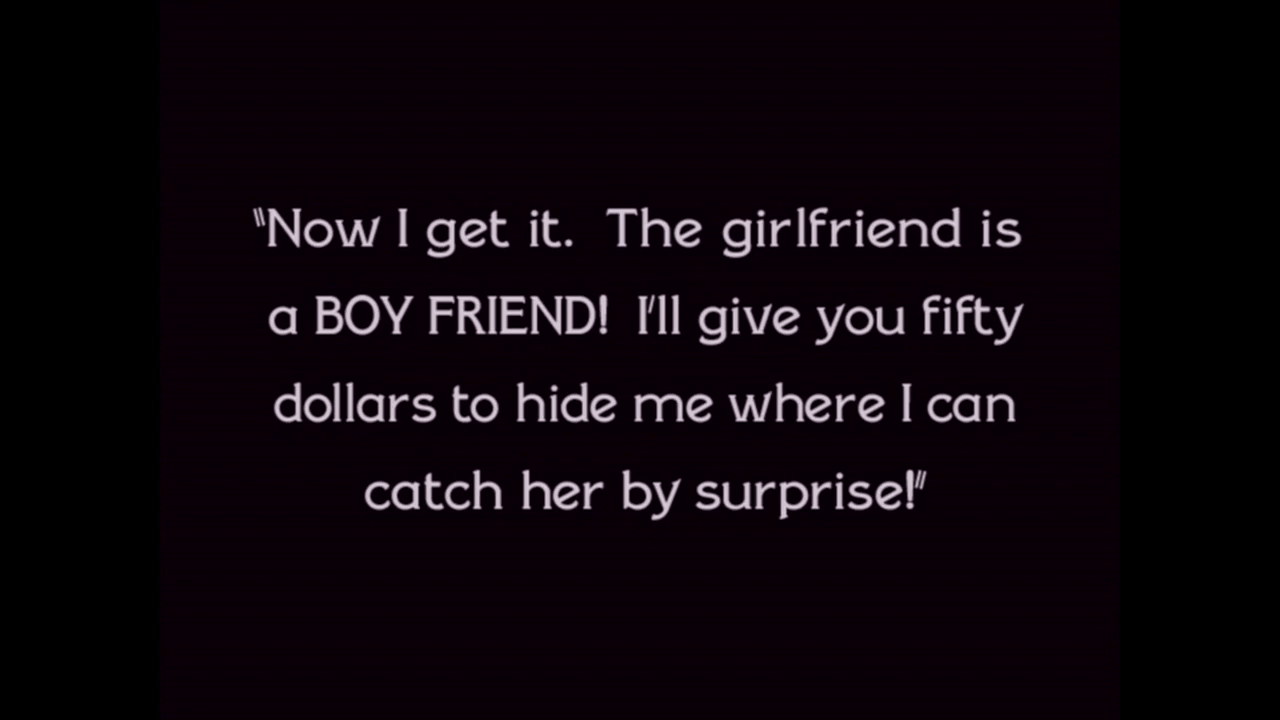 "Now I get it.  The girlfriend is
a BOY FRIEND!  I'll give you fifty
dollars to hide me where I can
catch her by surprise!"